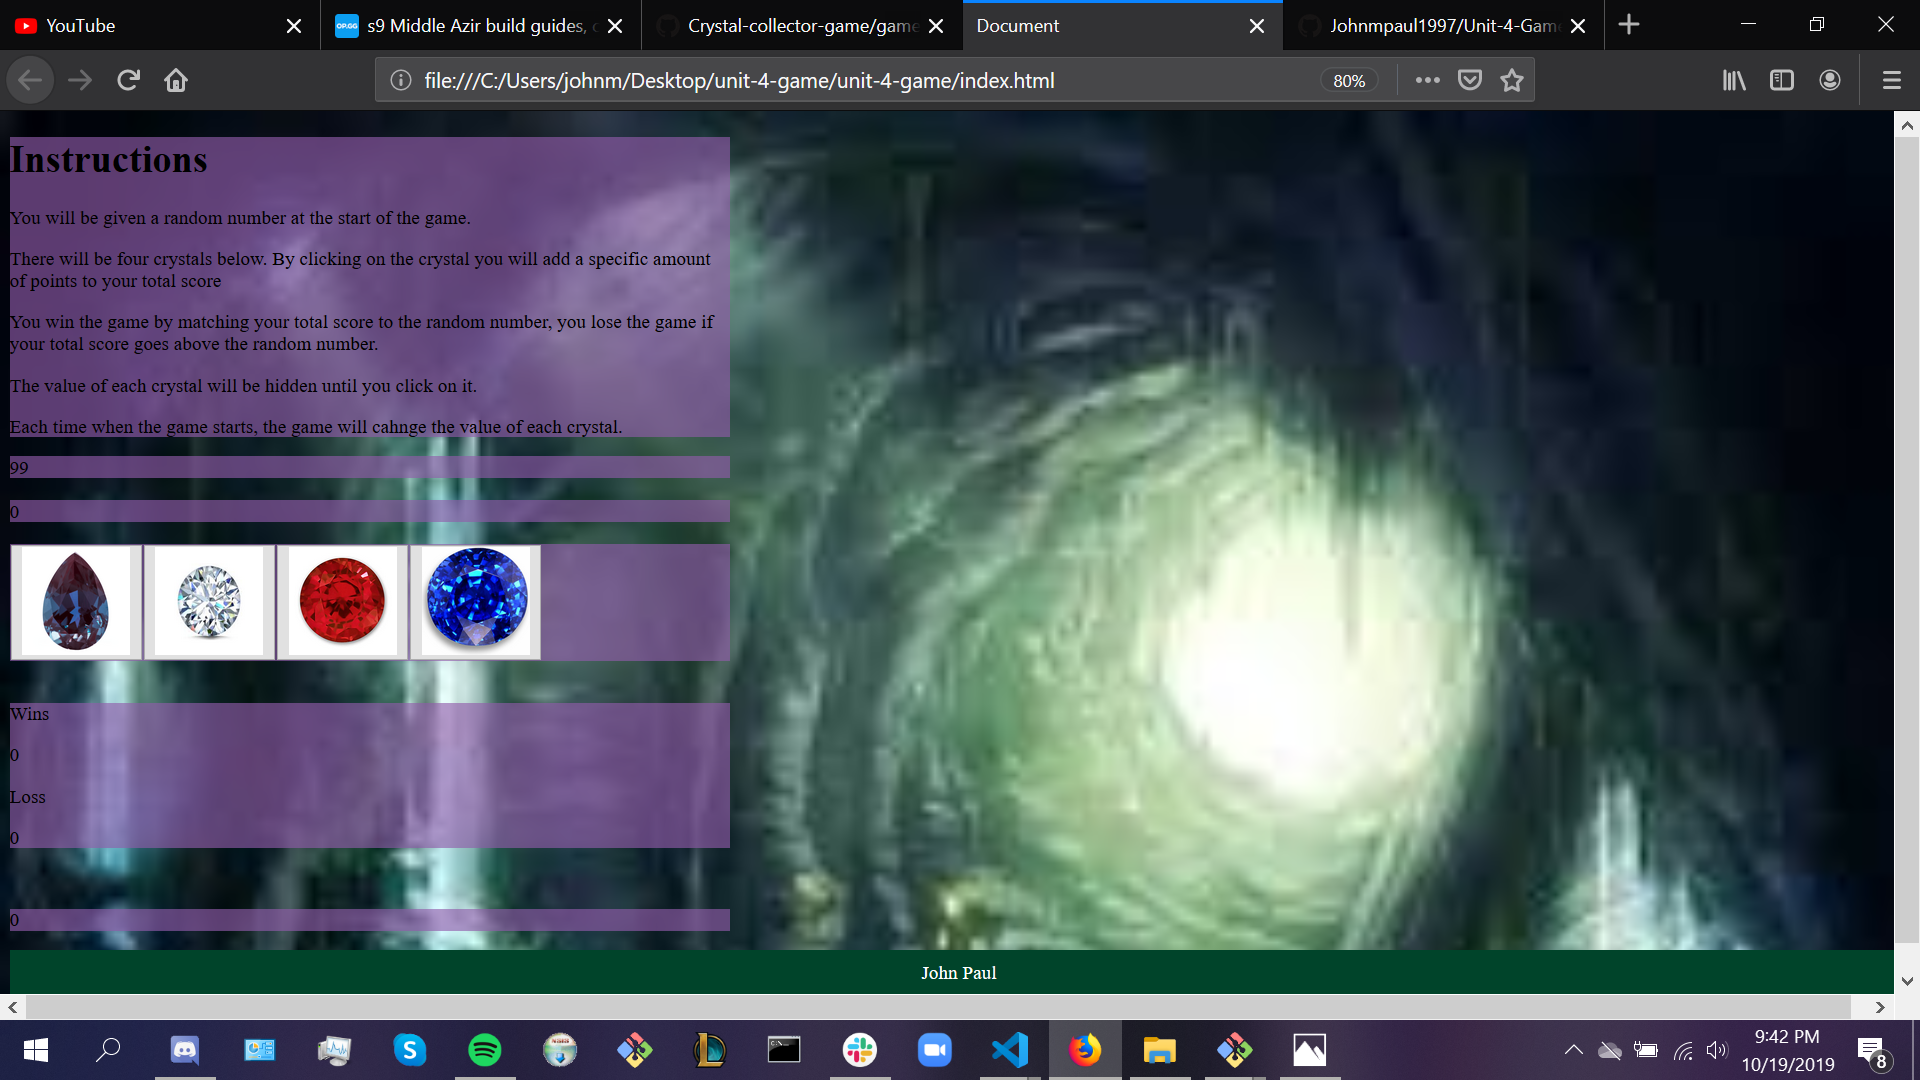 YouTube
s9 Middle Azir build guides,
Crystal-collector-game/game
Document
Johnmpaul1997/Unit-4-Game
file:///C:/Users/johnm/Desktop/unit-4-game/unit-4-game/index.html
80%
Instructions
You will be given a random number at the start of the game.
There will be four crystals below. By clicking on the crystal you will add a specific amount
of points to your total score
You win the game by matching your total score to the random number, you lose the game if
your total score goes above the random number.
The value of each crystal will be hidden until you click on it.
Each time when the game starts, the game will cahnge the value of each crystal.
99
0
Wins
0
Loss
0
0
John Paul
9:42 PM
10/19/2019
8